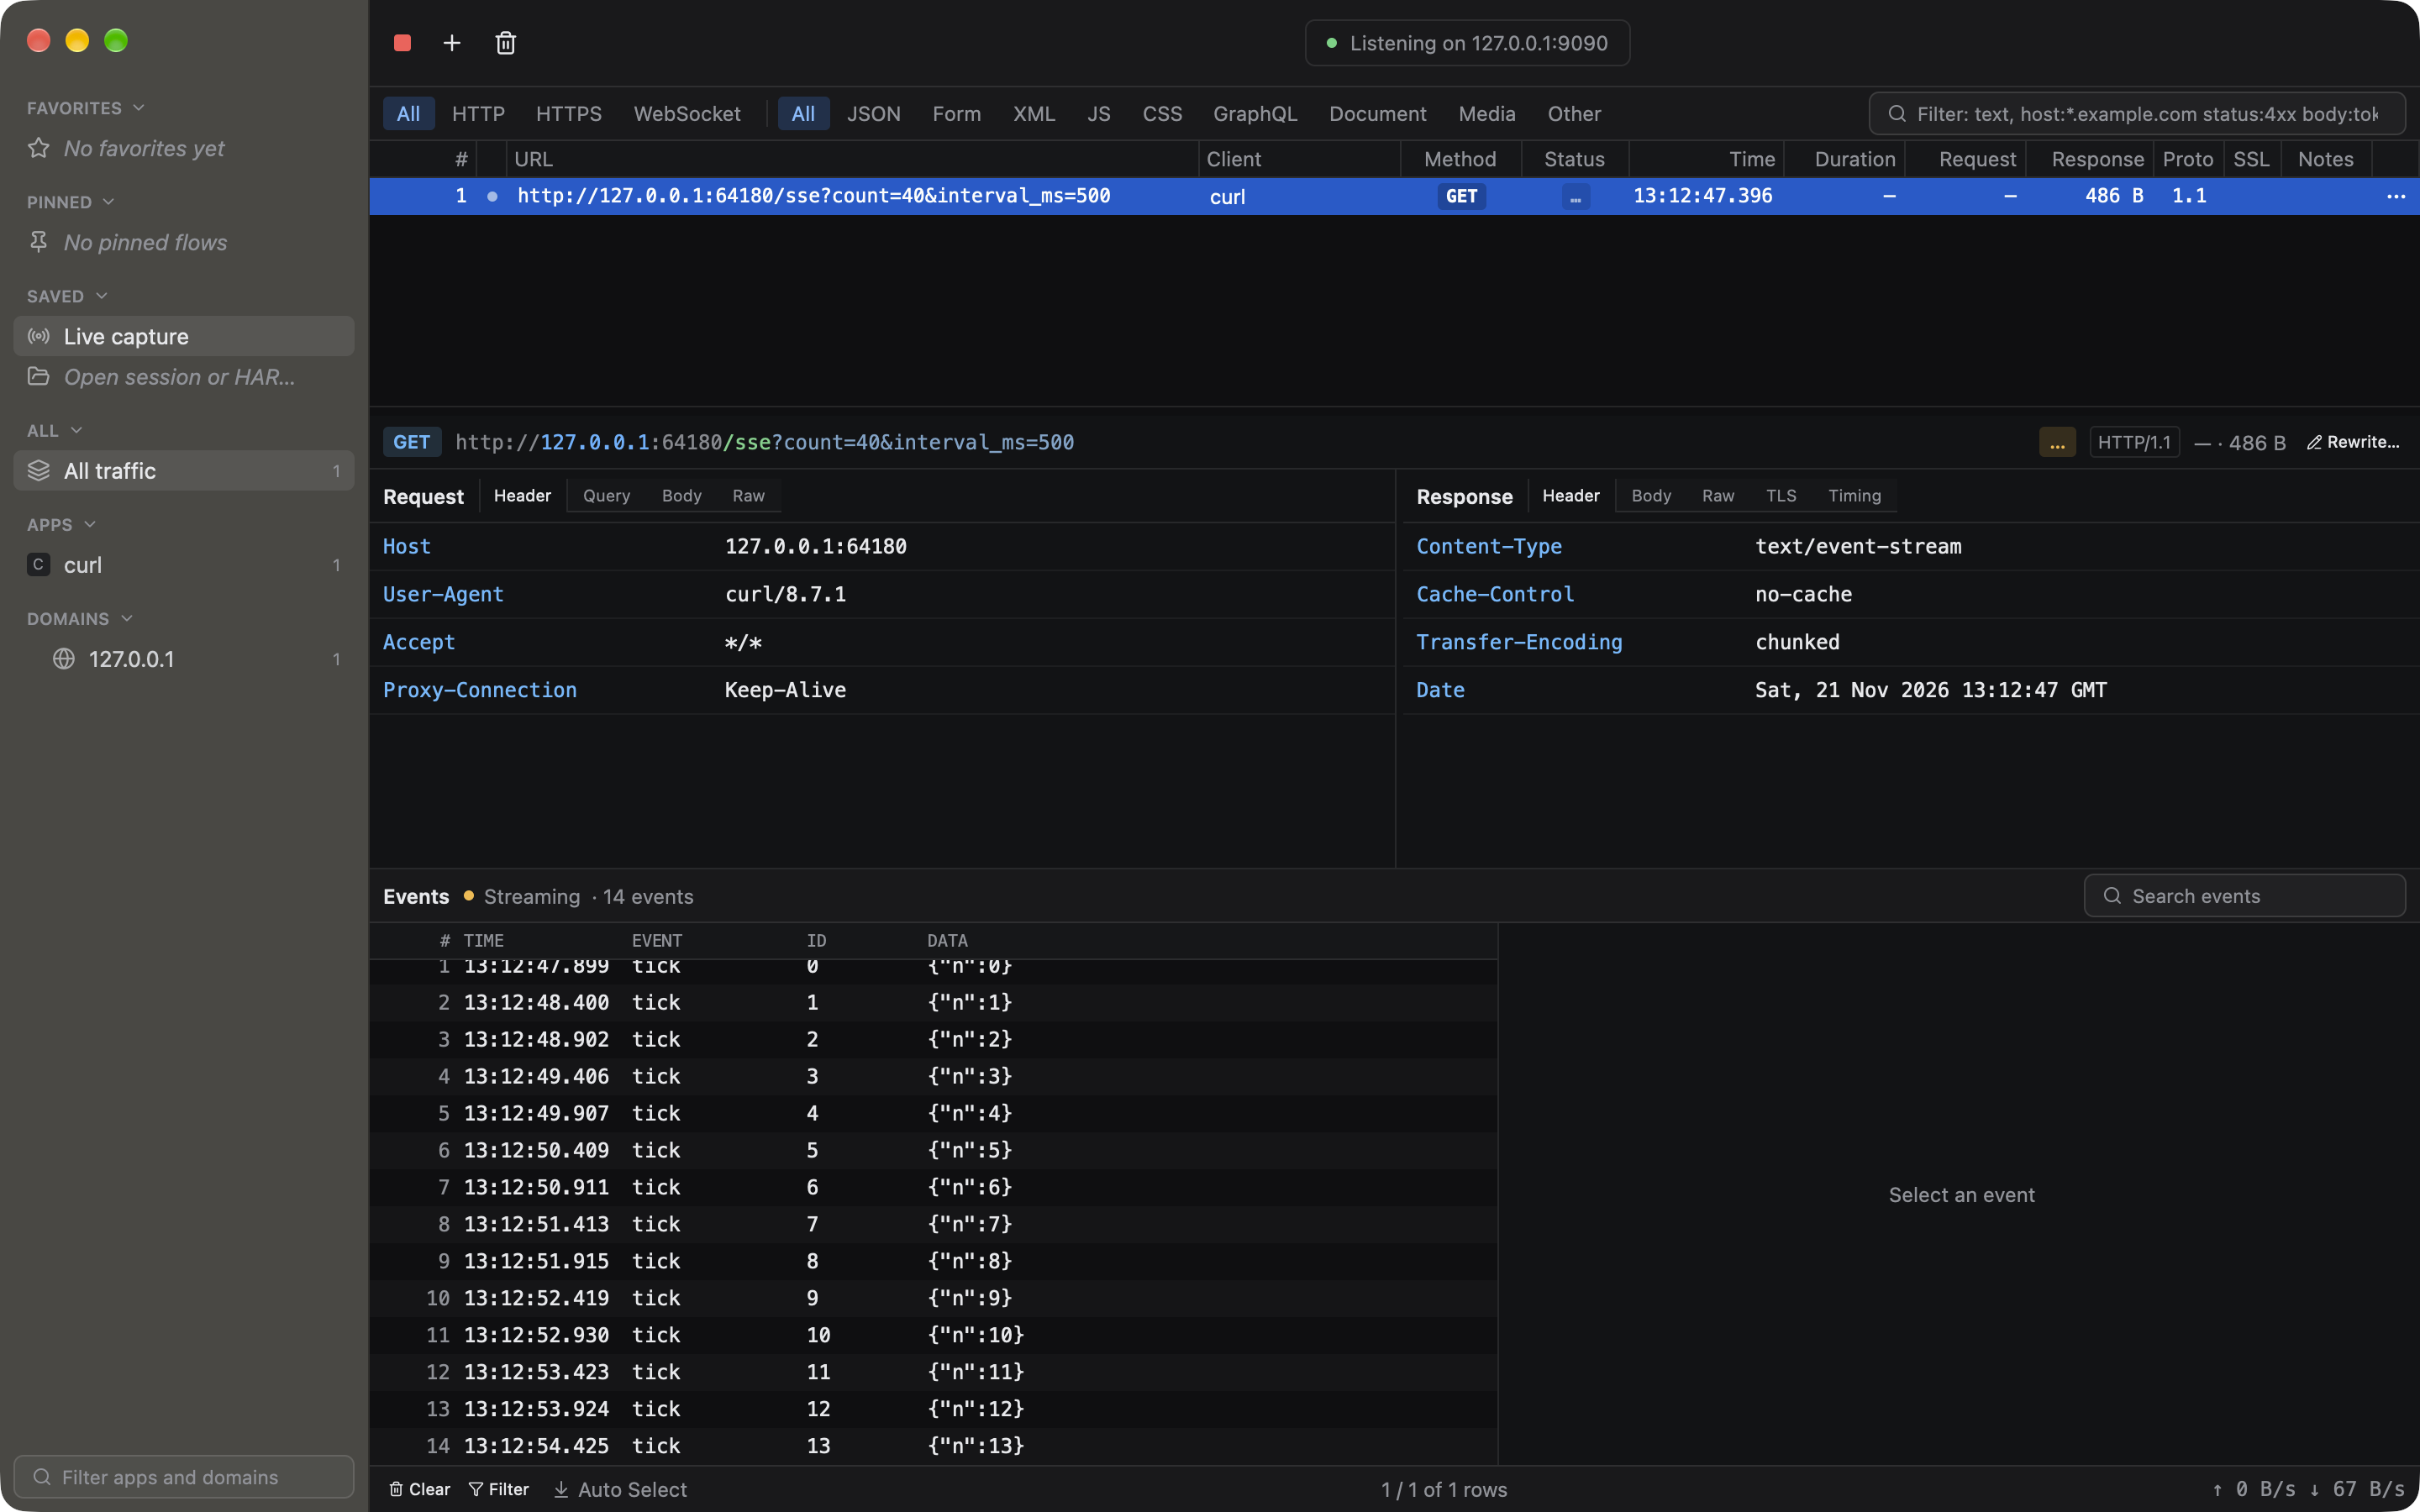 Listening on 127.0.0.1:9090
FAVORITES
No favorites yet
PINNED
No pinned flows
SAVED
Live capture
Open session or HAR...
ALL
All traffic 1
APPS
C curl 1
DOMAINS
127.0.0.1 1
Filter apps and domains
All HTTP HTTPS WebSocket All JSON Form XML JS CSS GraphQL Document Media Other
Filter: text, host:*.example.com status:4xx body:tok
# URL Client Method Status Time Duration Request Response Proto SSL Notes
1 http://127.0.0.1:64180/sse?count=40&interval_ms=500 curl GET … 13:12:47.396 — — 486 B 1.1 ...
GET http://127.0.0.1:64180/sse?count=40&interval_ms=500 ... HTTP/1.1 — · 486 B Rewrite...
Request Header Query Body Raw
Host 127.0.0.1:64180
User-Agent curl/8.7.1
Accept */*
Proxy-Connection Keep-Alive
Response Header Body Raw TLS Timing
Content-Type text/event-stream
Cache-Control no-cache
Transfer-Encoding chunked
Date Sat, 21 Nov 2026 13:12:47 GMT
Events Streaming · 14 events
Search events
# TIME EVENT ID DATA
1 13:12:47.899 tick 0 {"n":0}
2 13:12:48.400 tick 1 {"n":1}
3 13:12:48.902 tick 2 {"n":2}
4 13:12:49.406 tick 3 {"n":3}
5 13:12:49.907 tick 4 {"n":4}
6 13:12:50.409 tick 5 {"n":5}
7 13:12:50.911 tick 6 {"n":6}
8 13:12:51.413 tick 7 {"n":7}
9 13:12:51.915 tick 8 {"n":8}
10 13:12:52.419 tick 9 {"n":9}
11 13:12:52.930 tick 10 {"n":10}
12 13:12:53.423 tick 11 {"n":11}
13 13:12:53.924 tick 12 {"n":12}
14 13:12:54.425 tick 13 {"n":13}
Select an event
Clear Filter Auto Select
1 / 1 of 1 rows
↑ 0 B/s ↓ 67 B/s